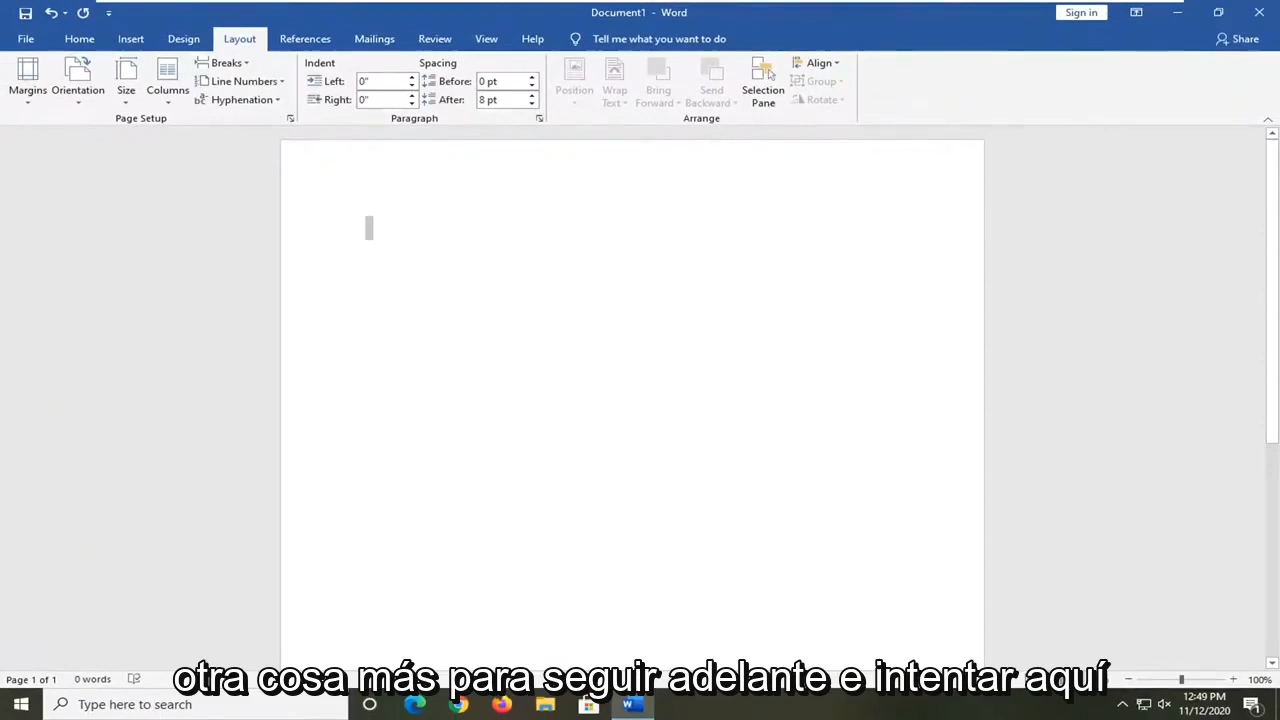 Document1 - Word
Sign in
File Home Insert Design Layout References Mailings Review View Help Tell me what you want to do Share
Margins Orientation Size Columns
Breaks
Line Numbers
Hyphenation
Page Setup
Indent Spacing
Left: 0" Before: 0 pt
Right: 0" After: 8 pt
Paragraph
Position Wrap Text Bring Forward Send Backward Selection Pane
Align
Group
Rotate
Arrange
otra cosa más para seguir adelante e intentar aquí
Page 1 of 1 0 words 100%
Type here to search
12:49 PM
11/12/2020